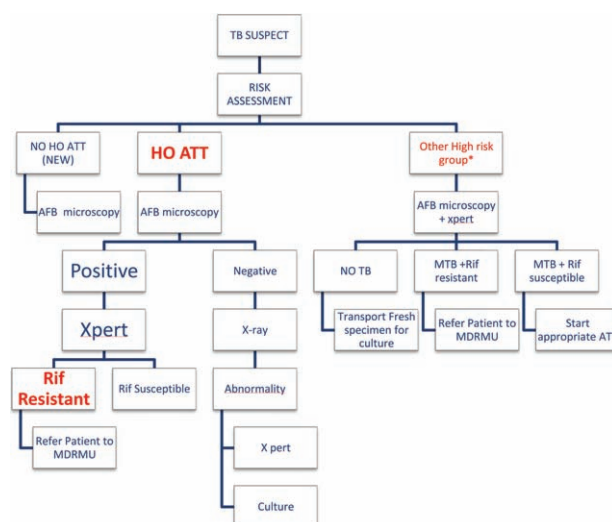 TB SUSPECT
RISK
ASSESSMENT
NO HO ATT
(NEW)
HO ATT
Other High risk
group*
AFB microscopy
AFB microscopy
AFB microscopy
+ xpert
Positive
Negative
NO TB
MTB +Rif
resistant
MTB + Rif
susceptible
Xpert
X-ray
Transport Fresh
specimen for
culture
Refer Patient to
MDRMU
Start
appropriate AT
Rif
Resistant
Rif Susceptible
Abnormality
Refer Patient to
MDRMU
X pert
Culture